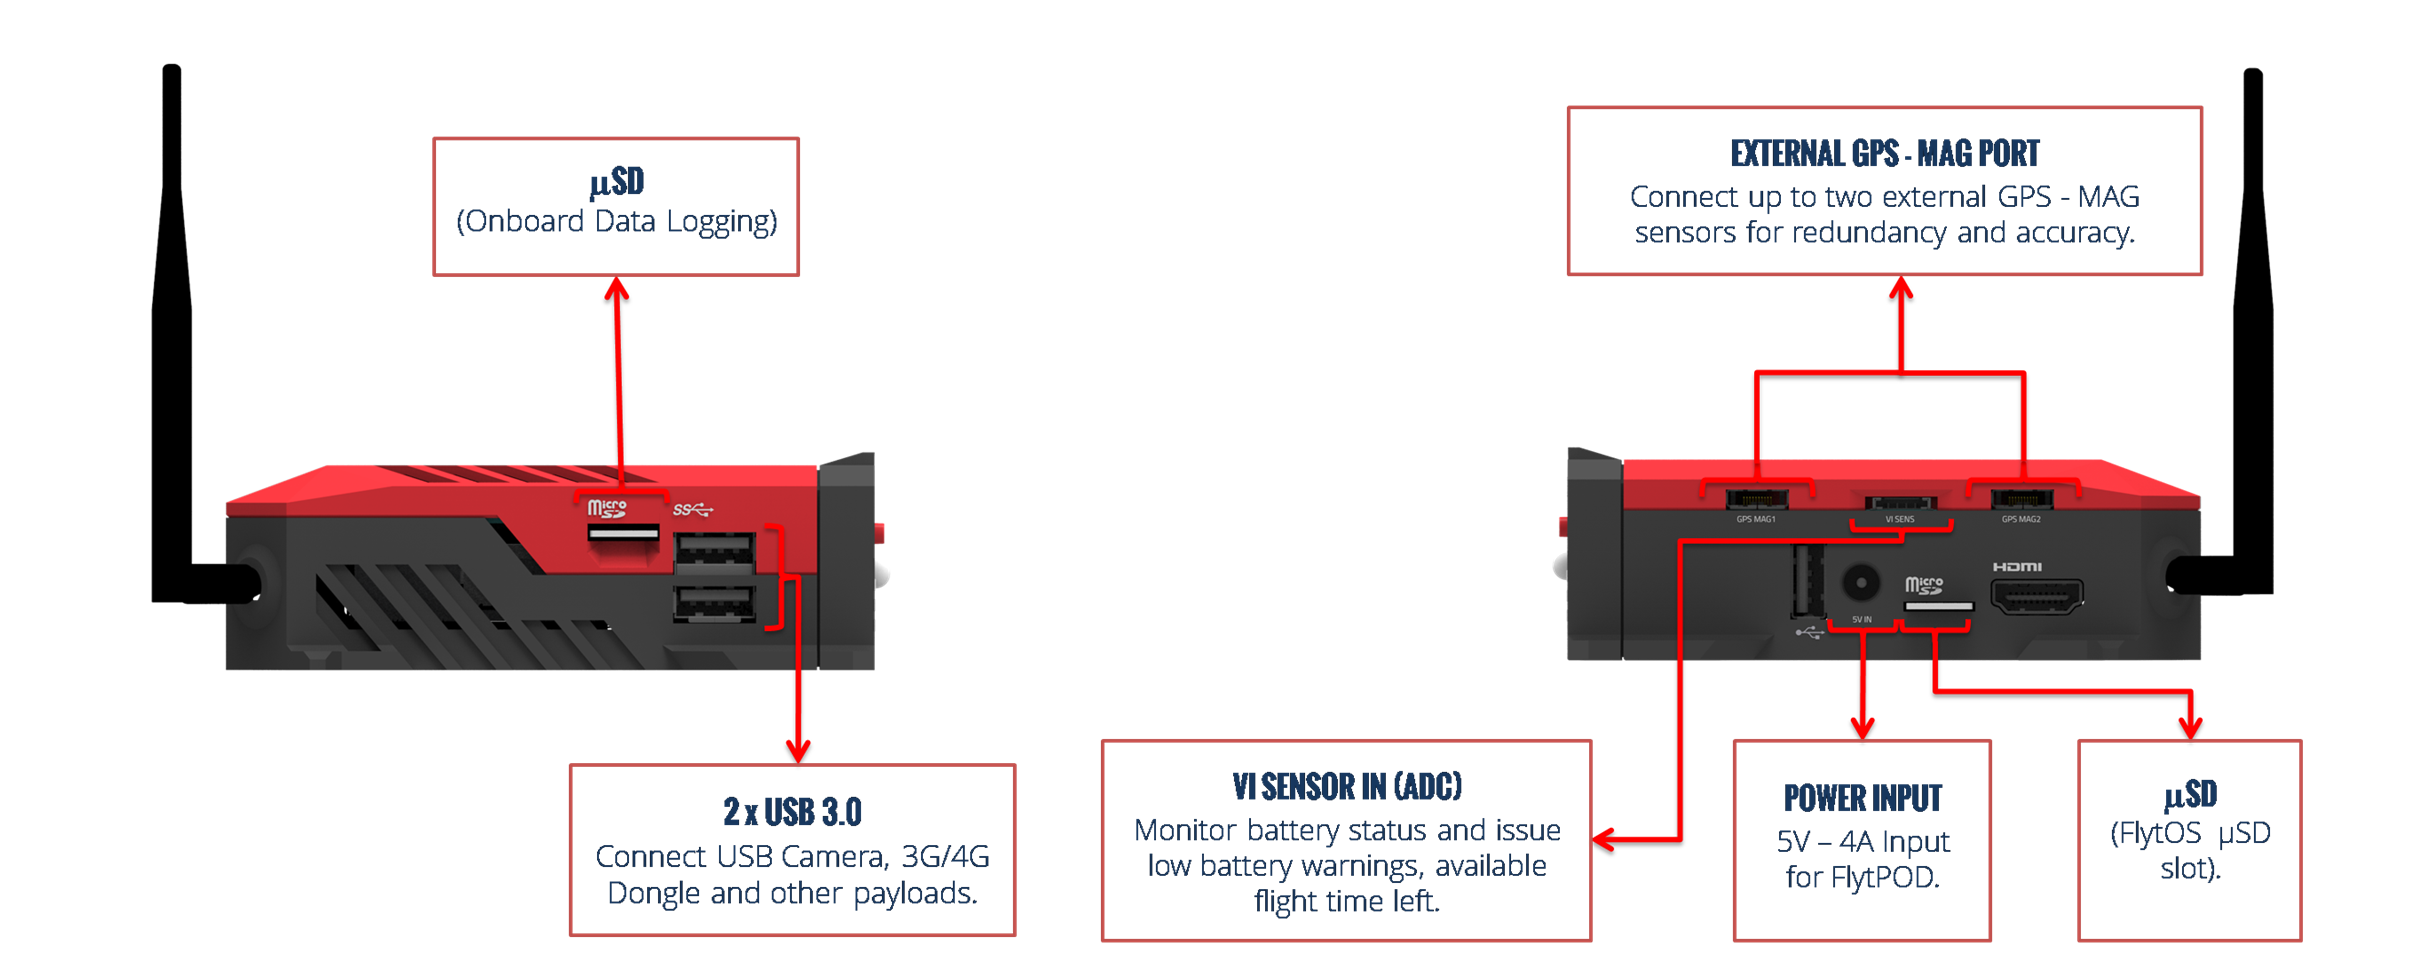 μSD
(Onboard Data Logging)
EXTERNAL GPS - MAG PORT
Connect up to two external GPS - MAG
sensors for redundancy and accuracy.
Micro
SD
SS
GPS MAG1
VI SENS
GPS MAG2
HDMI
Micro
SD
5V IN
2 x USB 3.0
Connect USB Camera, 3G/4G
Dongle and other payloads.
VI SENSOR IN (ADC)
Monitor battery status and issue
low battery warnings, available
flight time left.
POWER INPUT
5V – 4A Input
for FlytPOD.
μSD
(FlytOS μSD
slot).